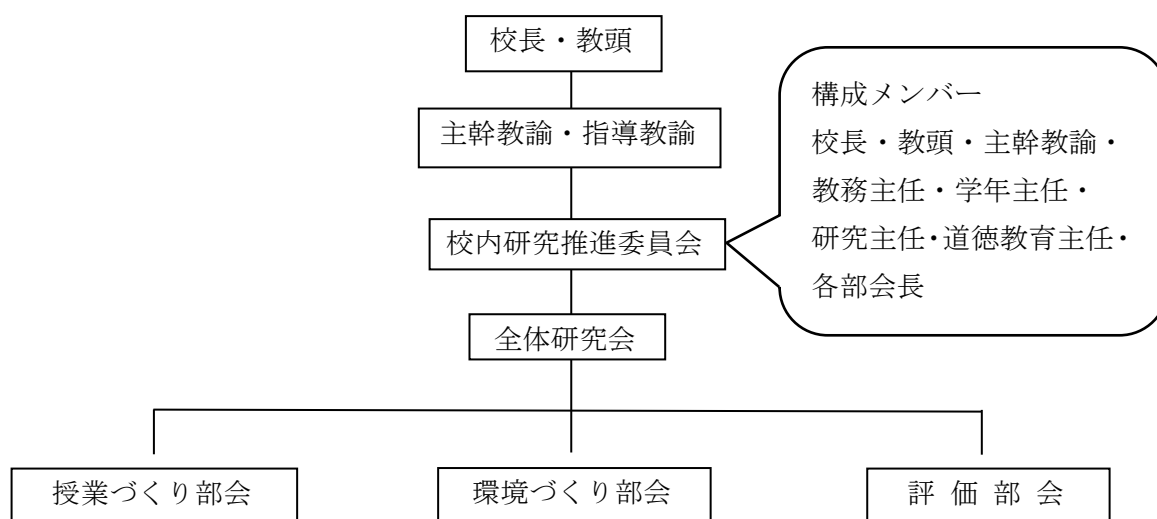 校長・教頭
主幹教諭・指導教諭
校内研究推進委員会
構成メンバー
校長・教頭・主幹教諭・
教務主任・学年主任・
研究主任・道徳教育主任・
各部会長
全体研究会
授業づくり部会
環境づくり部会
評 価 部 会